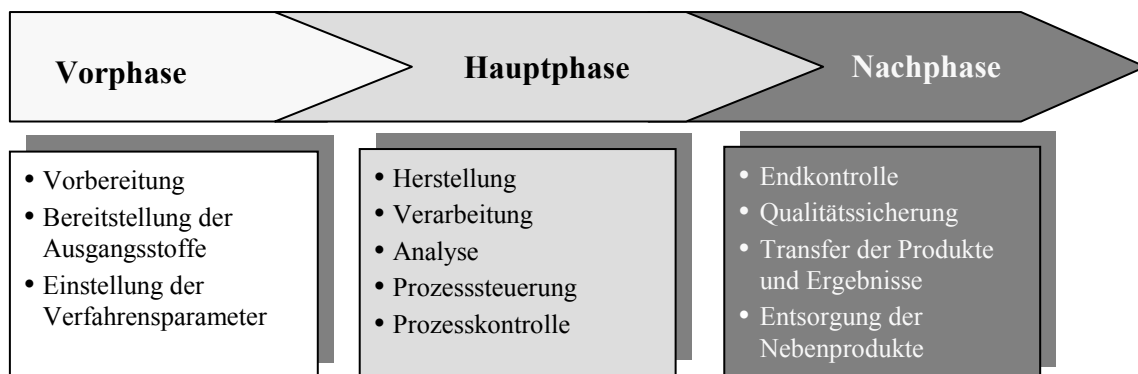 Vorphase
Hauptphase
Nachphase
• Vorbereitung
• Bereitstellung der
Ausgangsstoffe
• Einstellung der
Verfahrensparameter
• Herstellung
• Verarbeitung
• Analyse
• Prozesssteuerung
• Prozesskontrolle
• Endkontrolle
• Qualitätssicherung
• Transfer der Produkte
und Ergebnisse
• Entsorgung der
Nebenprodukte